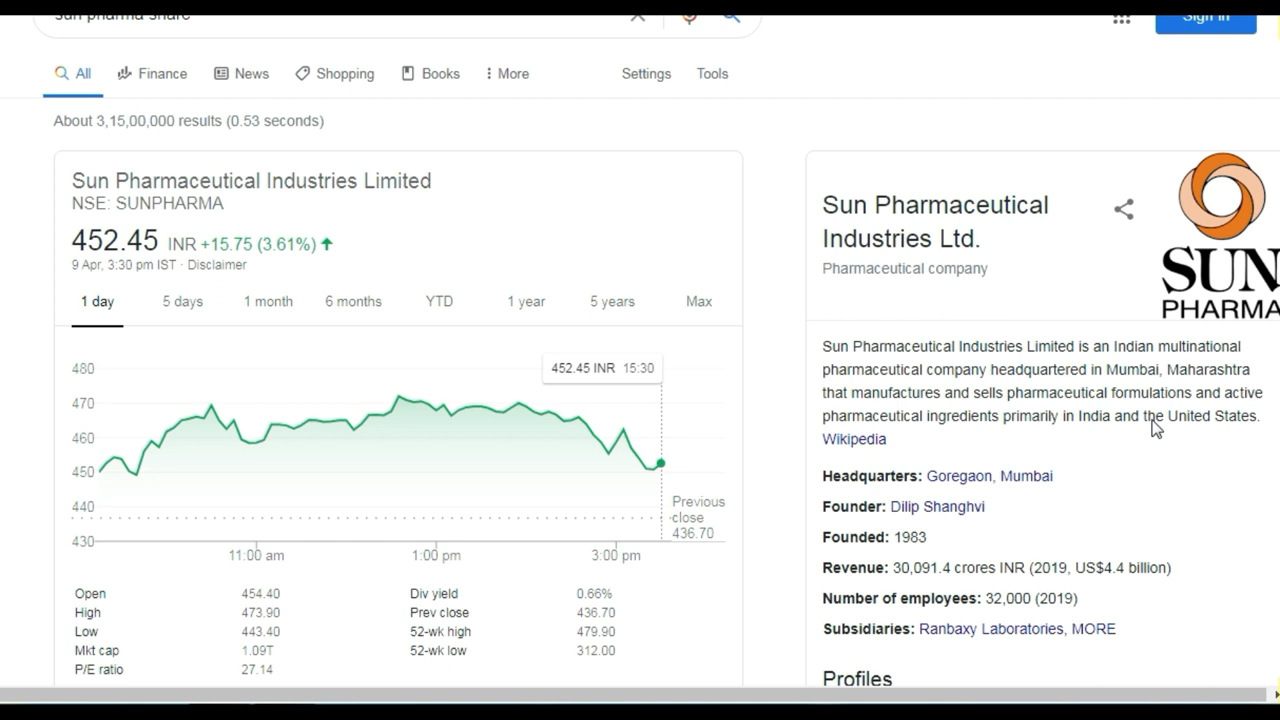 sun pharma share
Sign in
All
Finance
News
Shopping
Books
More
Settings
Tools
About 3,15,00,000 results (0.53 seconds)
Sun Pharmaceutical Industries Limited
NSE: SUNPHARMA
452.45 INR +15.75 (3.61%)
9 Apr, 3:30 pm IST · Disclaimer
1 day
5 days
1 month
6 months
YTD
1 year
5 years
Max
452.45 INR 15:30
480
470
460
450
440
430
Previous
close
436.70
11:00 am
1:00 pm
3:00 pm
Open 454.40
High 473.90
Low 443.40
Mkt cap 1.09T
P/E ratio 27.14
Div yield 0.66%
Prev close 436.70
52-wk high 479.90
52-wk low 312.00
Sun Pharmaceutical
Industries Ltd.
Pharmaceutical company
SUN
PHARMA
Sun Pharmaceutical Industries Limited is an Indian multinational
pharmaceutical company headquartered in Mumbai, Maharashtra
that manufactures and sells pharmaceutical formulations and active
pharmaceutical ingredients primarily in India and the United States.
Wikipedia
Headquarters: Goregaon, Mumbai
Founder: Dilip Shanghvi
Founded: 1983
Revenue: 30,091.4 crores INR (2019, US$4.4 billion)
Number of employees: 32,000 (2019)
Subsidiaries: Ranbaxy Laboratories, MORE
Profiles